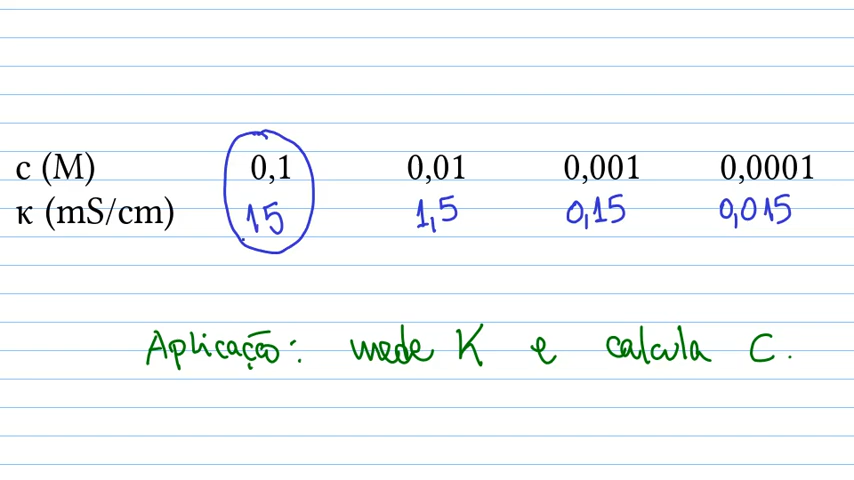 c (M) 0,1 0,01 0,001 0,0001
κ (mS/cm) 15 1,5 0,15 0,015
Aplicação: mede K e calcula C.